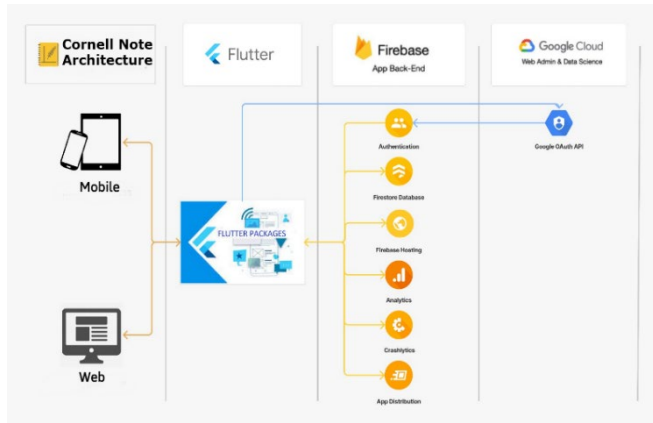 Cornell Note
Architecture
Flutter
Firebase
App Back-End
Google Cloud
Web Admin & Data Science
Mobile
Web
FLUTTER PACKAGES
Authentication
Firestore Database
Firebase Hosting
Analytics
Crashlytics
App Distribution
Google OAuth API